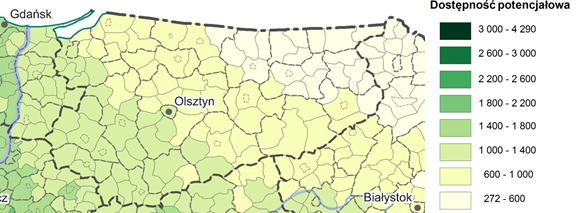 Dostępność potencjałowa
Gdańsk
3 000 - 4 290
2 600 - 3 000
2 200 - 2 600
1 800 - 2 200
Olsztyn
1 400 - 1 800
1 000 - 1 400
600 - 1 000
cz
Białystok
272 - 600